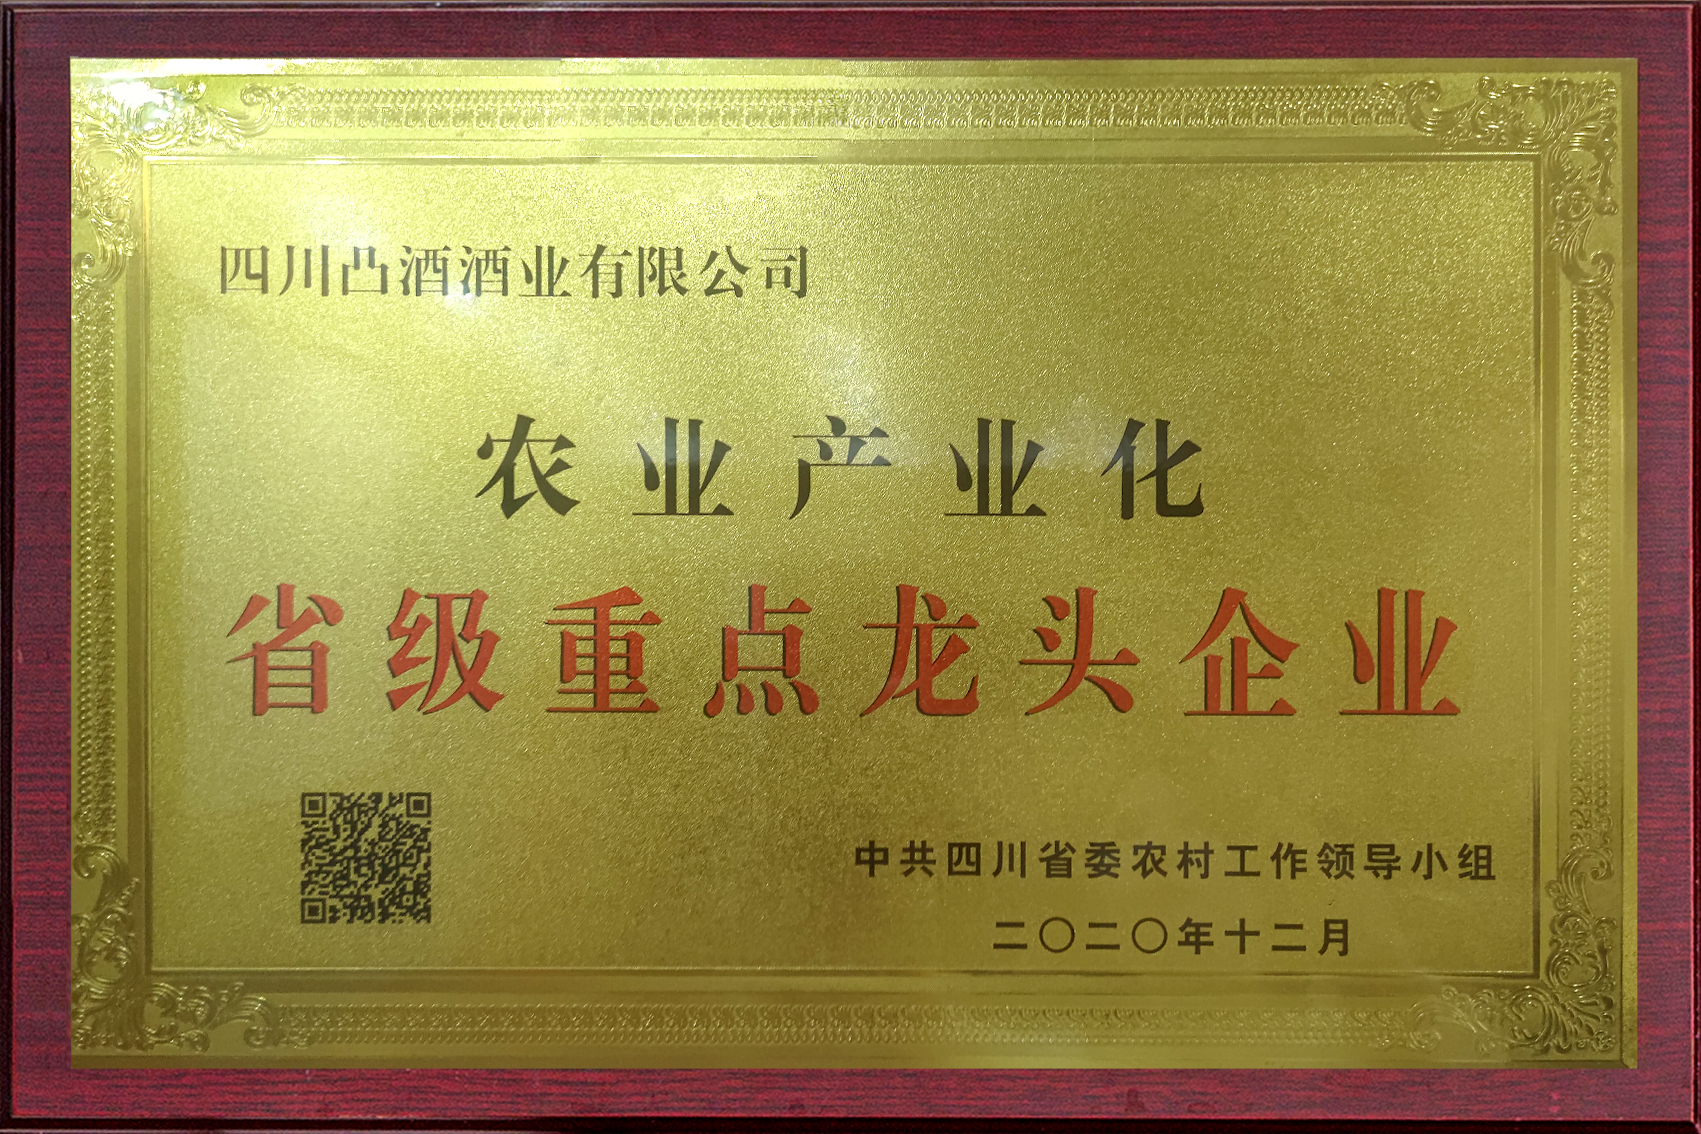 四川凸酒酒业有限公司
农业产业化
省级重点龙头企业
中共四川省委农村工作领导小组
二〇二〇年十二月